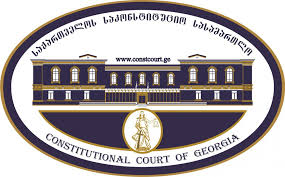 საქართველოს საკონსტიტუციო სასამართლო
www.constcourt.ge
CONSTITUTIONAL COURT OF GEORGIA